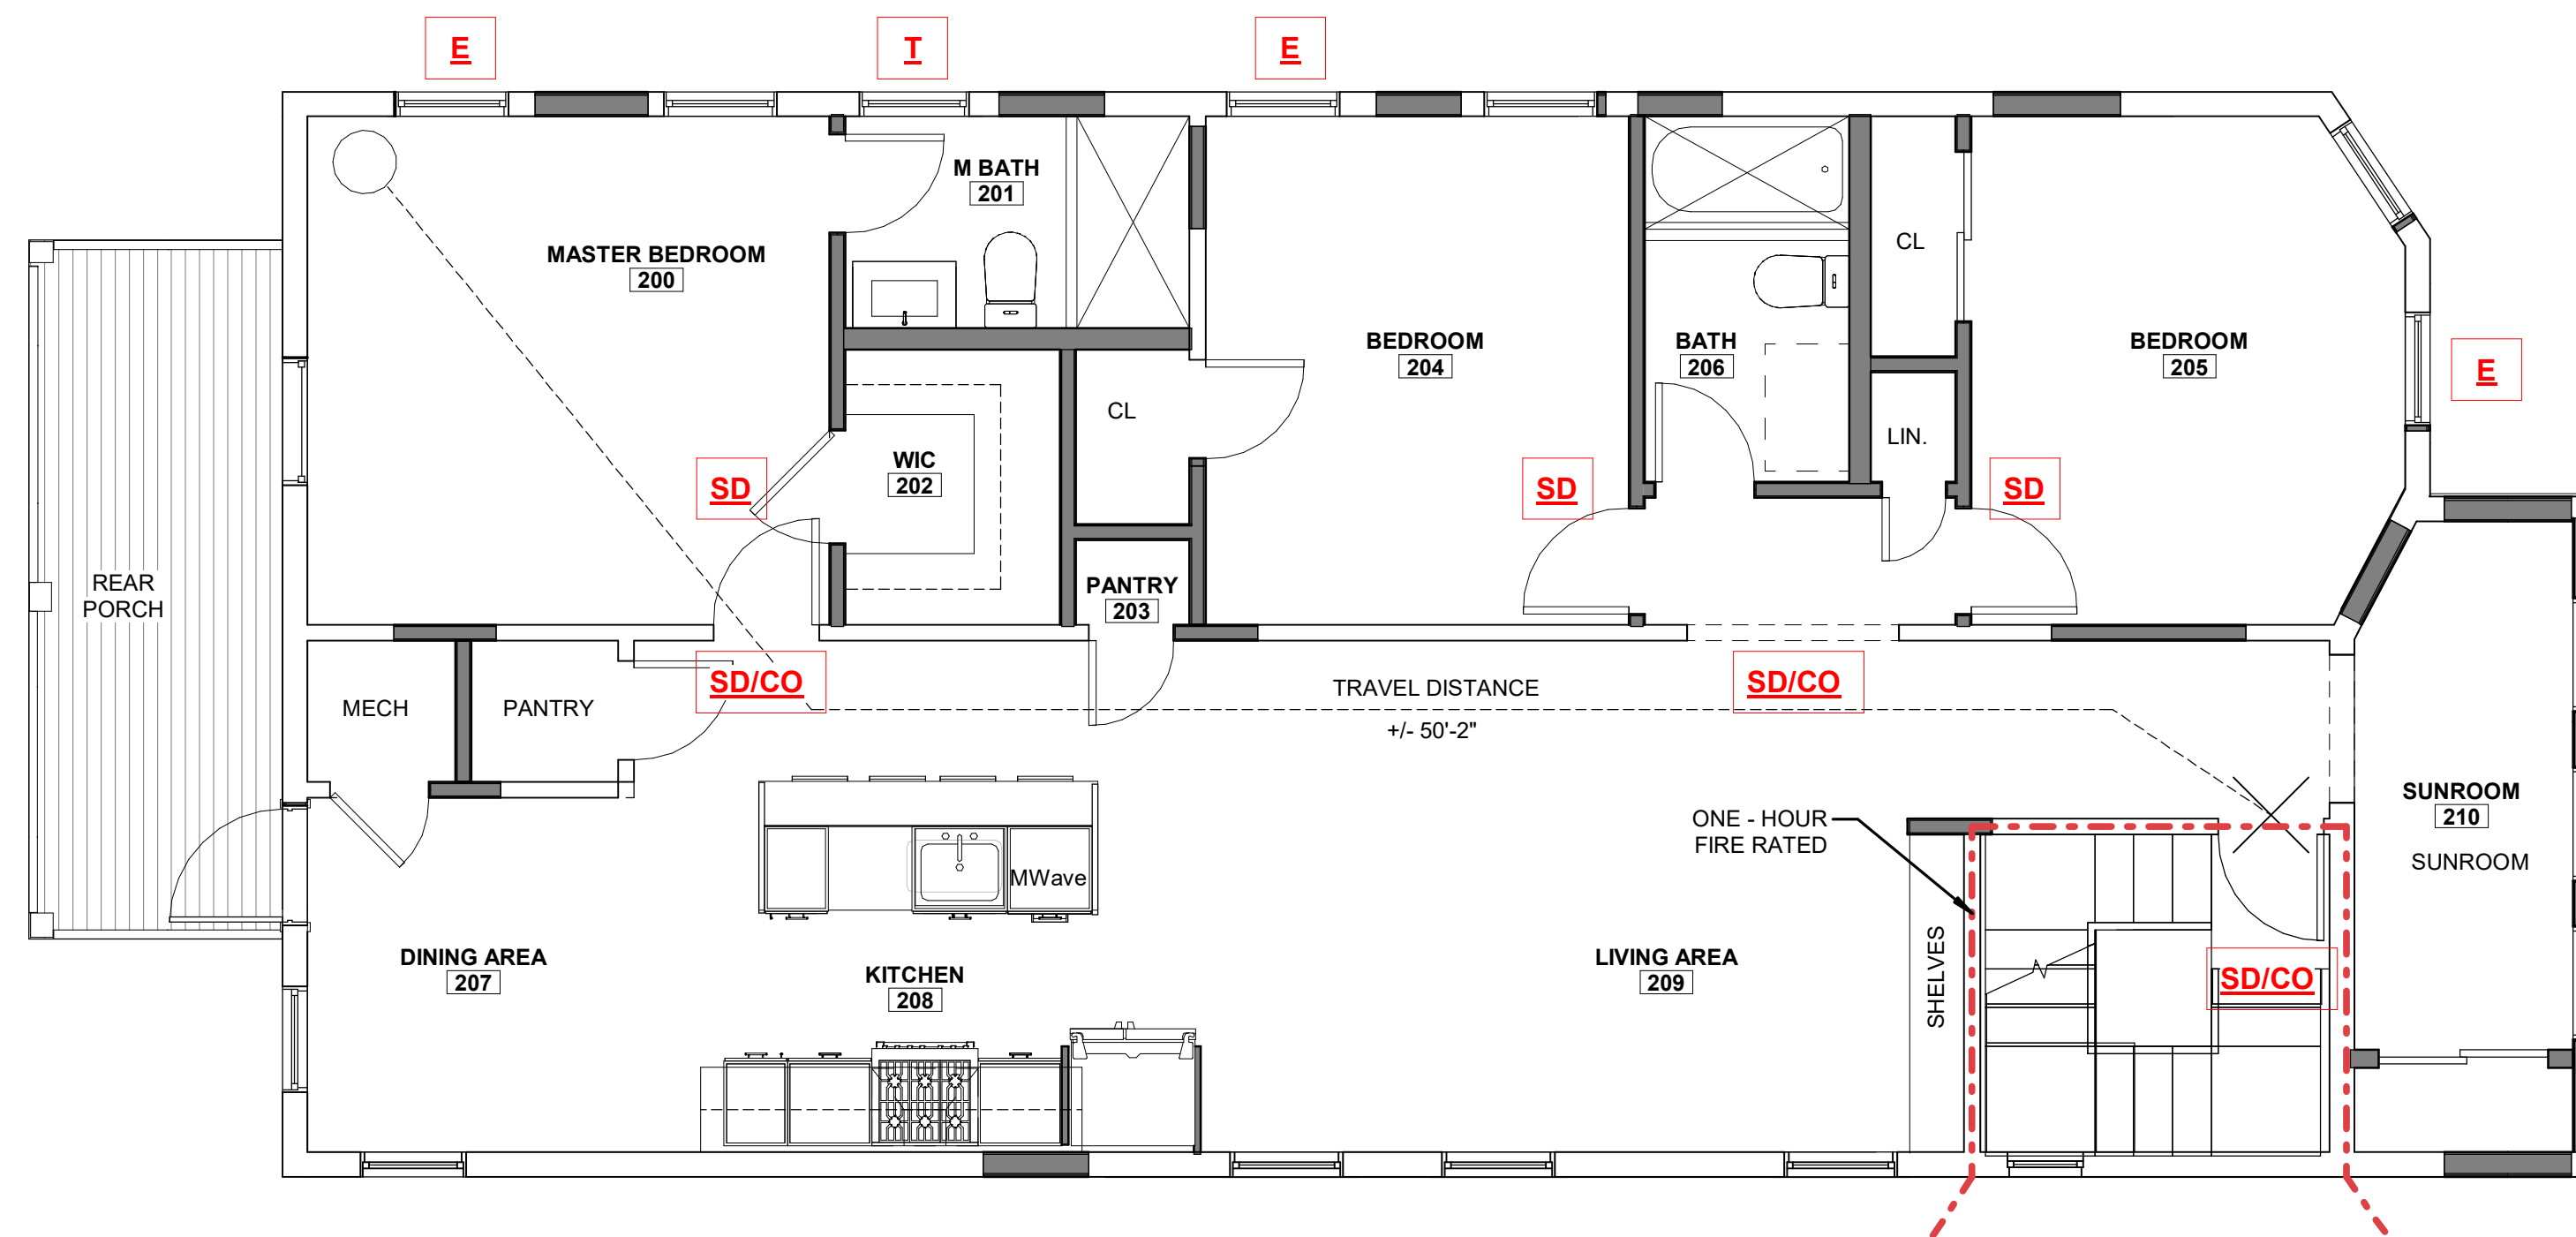 E
T
E
M BATH
201
MASTER BEDROOM
200
CL
BEDROOM
204
BATH
206
BEDROOM
205
E
CL
LIN.
WIC
202
SD
SD
SD
REAR
PORCH
PANTRY
203
SD/CO
SD/CO
TRAVEL DISTANCE
+/- 50'-2"
MECH
PANTRY
ONE - HOUR
FIRE RATED
SUNROOM
210
SUNROOM
MWave
DINING AREA
207
KITCHEN
208
LIVING AREA
209
SHELVES
SD/CO